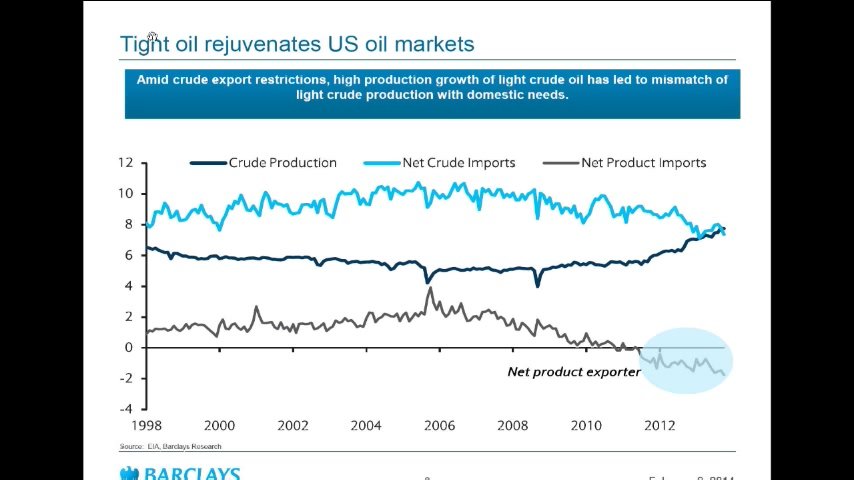 Tight oil rejuvenates US oil markets
Amid crude export restrictions, high production growth of light crude oil has led to mismatch of
light crude production with domestic needs.
Crude Production Net Crude Imports Net Product Imports
12
10
8
6
4
2
0
-2
-4
Net product exporter
1998 2000 2002 2004 2006 2008 2010 2012
Source: EIA, Barclays Research
BARCLAYS